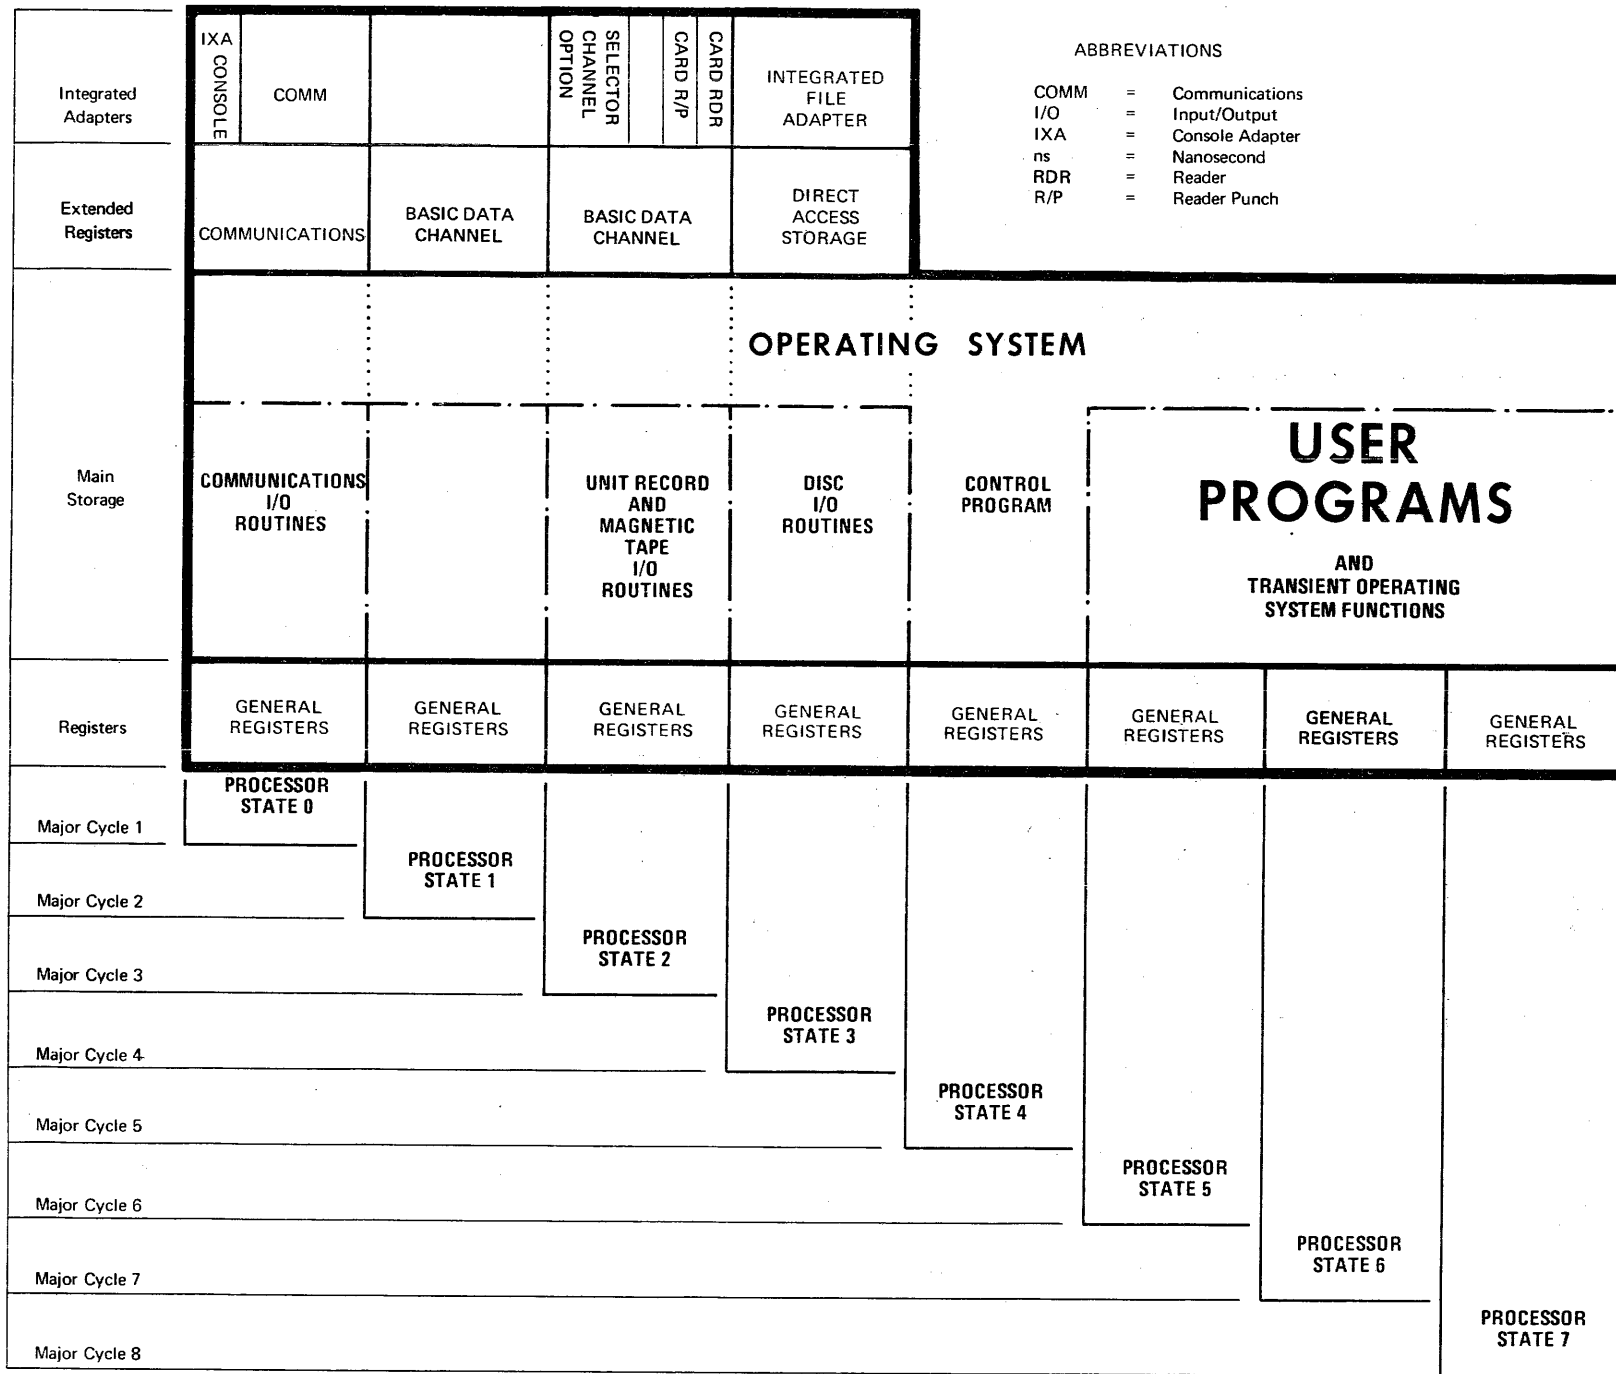 Integrated
Adapters
IXA
CONSOLE
COMM
SELECTOR
CHANNEL
OPTION
CARD R/P
CARD RDR
INTEGRATED
FILE
ADAPTER
ABBREVIATIONS
COMM = Communications
I/O = Input/Output
IXA = Console Adapter
ns = Nanosecond
RDR = Reader
R/P = Reader Punch
Extended
Registers
COMMUNICATIONS
BASIC DATA
CHANNEL
BASIC DATA
CHANNEL
DIRECT
ACCESS
STORAGE
OPERATING SYSTEM
Main
Storage
COMMUNICATIONS
I/O
ROUTINES
UNIT RECORD
AND
MAGNETIC
TAPE
I/O
ROUTINES
DISC
I/O
ROUTINES
CONTROL
PROGRAM
USER
PROGRAMS
AND
TRANSIENT OPERATING
SYSTEM FUNCTIONS
Registers
GENERAL
REGISTERS
GENERAL
REGISTERS
GENERAL
REGISTERS
GENERAL
REGISTERS
GENERAL
REGISTERS
GENERAL
REGISTERS
GENERAL
REGISTERS
GENERAL
REGISTERS
Major Cycle 1
PROCESSOR
STATE 0
Major Cycle 2
PROCESSOR
STATE 1
Major Cycle 3
PROCESSOR
STATE 2
Major Cycle 4
PROCESSOR
STATE 3
Major Cycle 5
PROCESSOR
STATE 4
Major Cycle 6
PROCESSOR
STATE 5
Major Cycle 7
PROCESSOR
STATE 6
Major Cycle 8
PROCESSOR
STATE 7